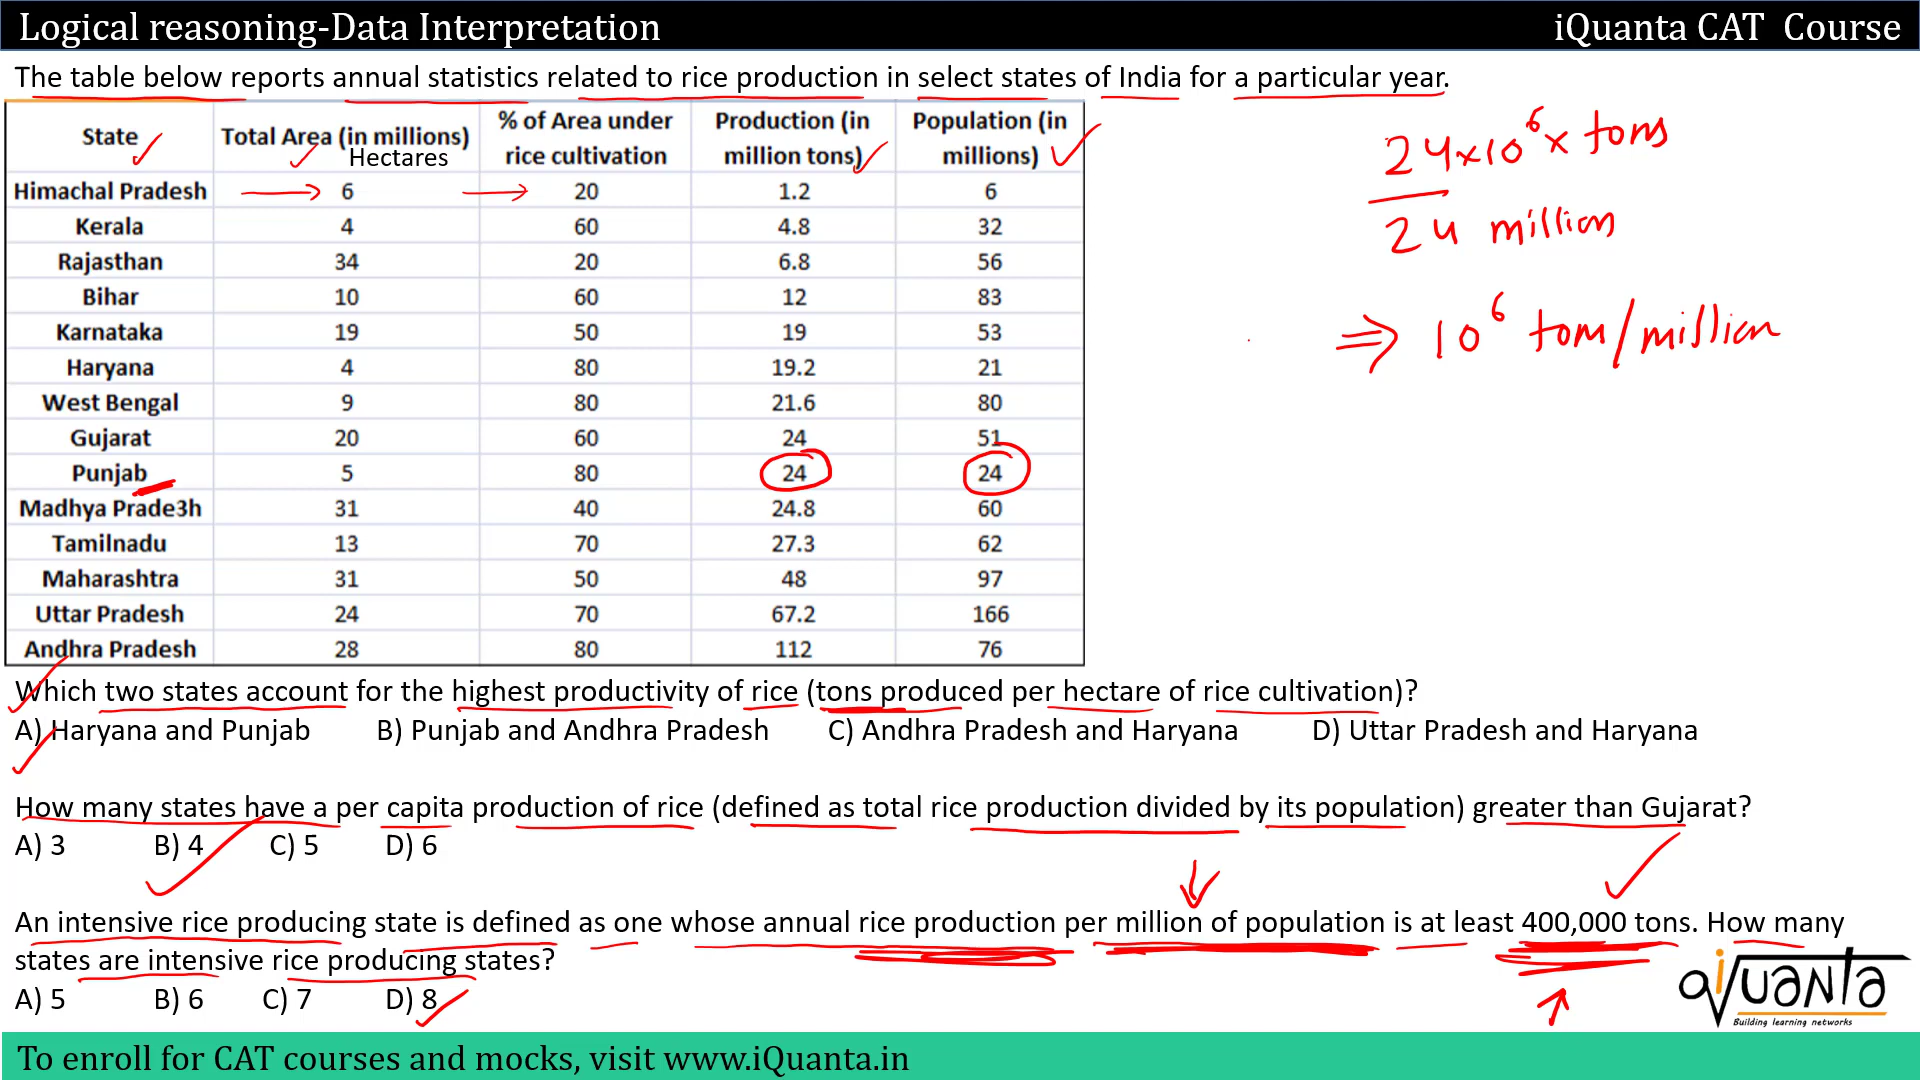 Logical reasoning-Data Interpretation iQuanta CAT Course
The table below reports annual statistics related to rice production in select states of India for a particular year.
State Total Area (in millions) Hectares % of Area under rice cultivation Production (in million tons) Population (in millions)
Himachal Pradesh 6 20 1.2 6
Kerala 4 60 4.8 32
Rajasthan 34 20 6.8 56
Bihar 10 60 12 83
Karnataka 19 50 19 53
Haryana 4 80 19.2 21
West Bengal 9 80 21.6 80
Gujarat 20 60 24 51
Punjab 5 80 24 24
Madhya Prade3h 31 40 24.8 60
Tamilnadu 13 70 27.3 62
Maharashtra 31 50 48 97
Uttar Pradesh 24 70 67.2 166
Andhra Pradesh 28 80 112 76
24×10⁶× tons
24 million
⇒ 10⁶ tom/million
Which two states account for the highest productivity of rice (tons produced per hectare of rice cultivation)?
A) Haryana and Punjab B) Punjab and Andhra Pradesh C) Andhra Pradesh and Haryana D) Uttar Pradesh and Haryana
How many states have a per capita production of rice (defined as total rice production divided by its population) greater than Gujarat?
A) 3 B) 4 C) 5 D) 6
An intensive rice producing state is defined as one whose annual rice production per million of population is at least 400,000 tons. How many
states are intensive rice producing states?
A) 5 B) 6 C) 7 D) 8
iQuanta
Building learning networks
To enroll for CAT courses and mocks, visit www.iQuanta.in